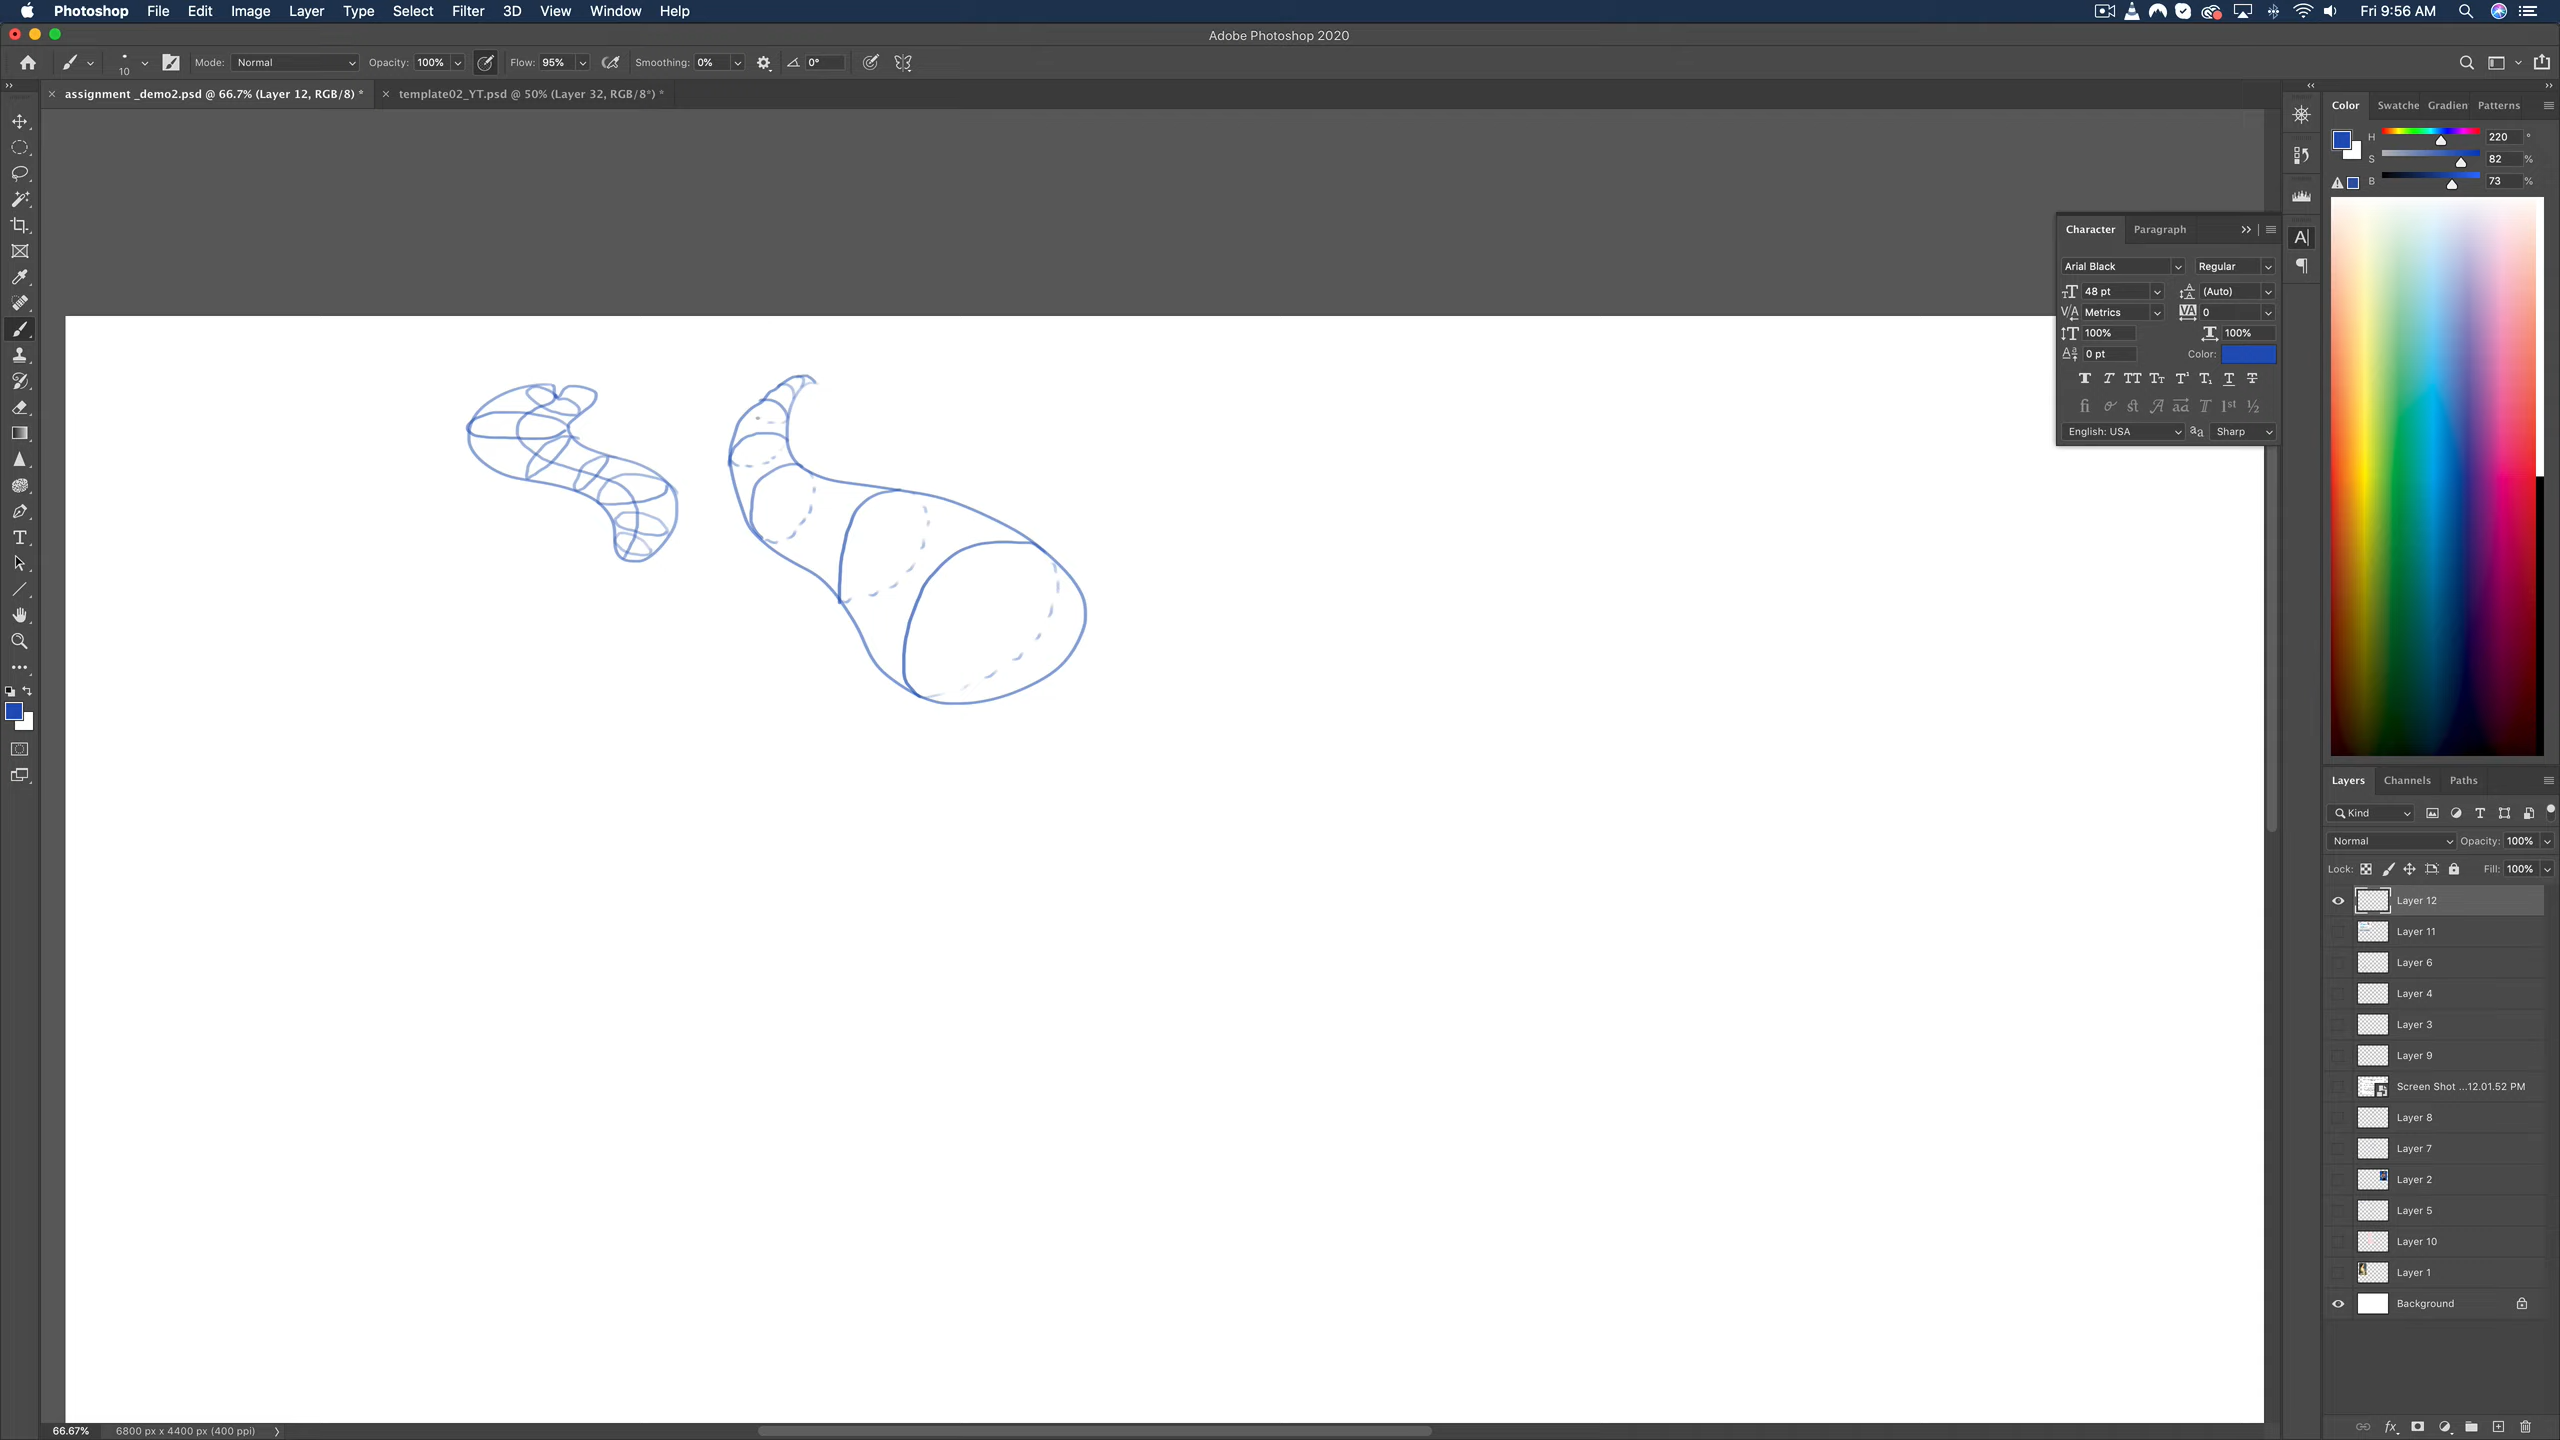 Photoshop File Edit Image Layer Type Select Filter 3D View Window Help Fri 9:56 AM
Adobe Photoshop 2020
10 Mode: Normal Opacity: 100% Flow: 95% Smoothing: 0% 0°
assignment _demo2.psd @ 66.7% (Layer 12, RGB/8) * template02_YT.psd @ 50% (Layer 32, RGB/8*) *
Color Swatche Gradien Patterns
H 220 °
S 82 %
B 73 %
Character Paragraph
Arial Black Regular
48 pt (Auto)
Metrics 0
100% 100%
0 pt Color:
English: USA Sharp
Layers Channels Paths
Kind
Normal Opacity: 100%
Lock: Fill: 100%
Layer 12
Layer 11
Layer 6
Layer 4
Layer 3
Layer 9
Screen Shot ...12.01.52 PM
Layer 8
Layer 7
Layer 2
Layer 5
Layer 10
Layer 1
Background
66.67% 6800 px x 4400 px (400 ppi)